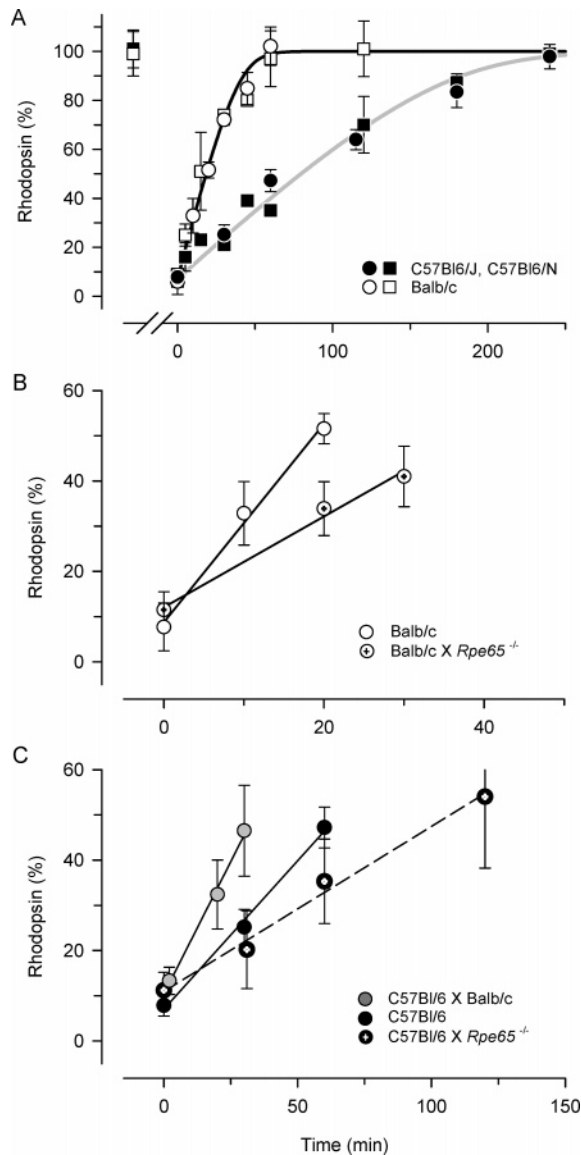 A
100
80
60
40
20
0
Rhodopsin (%)
C57Bl6/J, C57Bl6/N
Balb/c
0 100 200
B
60
40
20
0
Rhodopsin (%)
Balb/c
Balb/c X Rpe65 -/-
0 20 40
C
60
40
20
0
Rhodopsin (%)
C57Bl/6 X Balb/c
C57Bl/6
C57Bl/6 X Rpe65 -/-
0 50 100 150
Time (min)